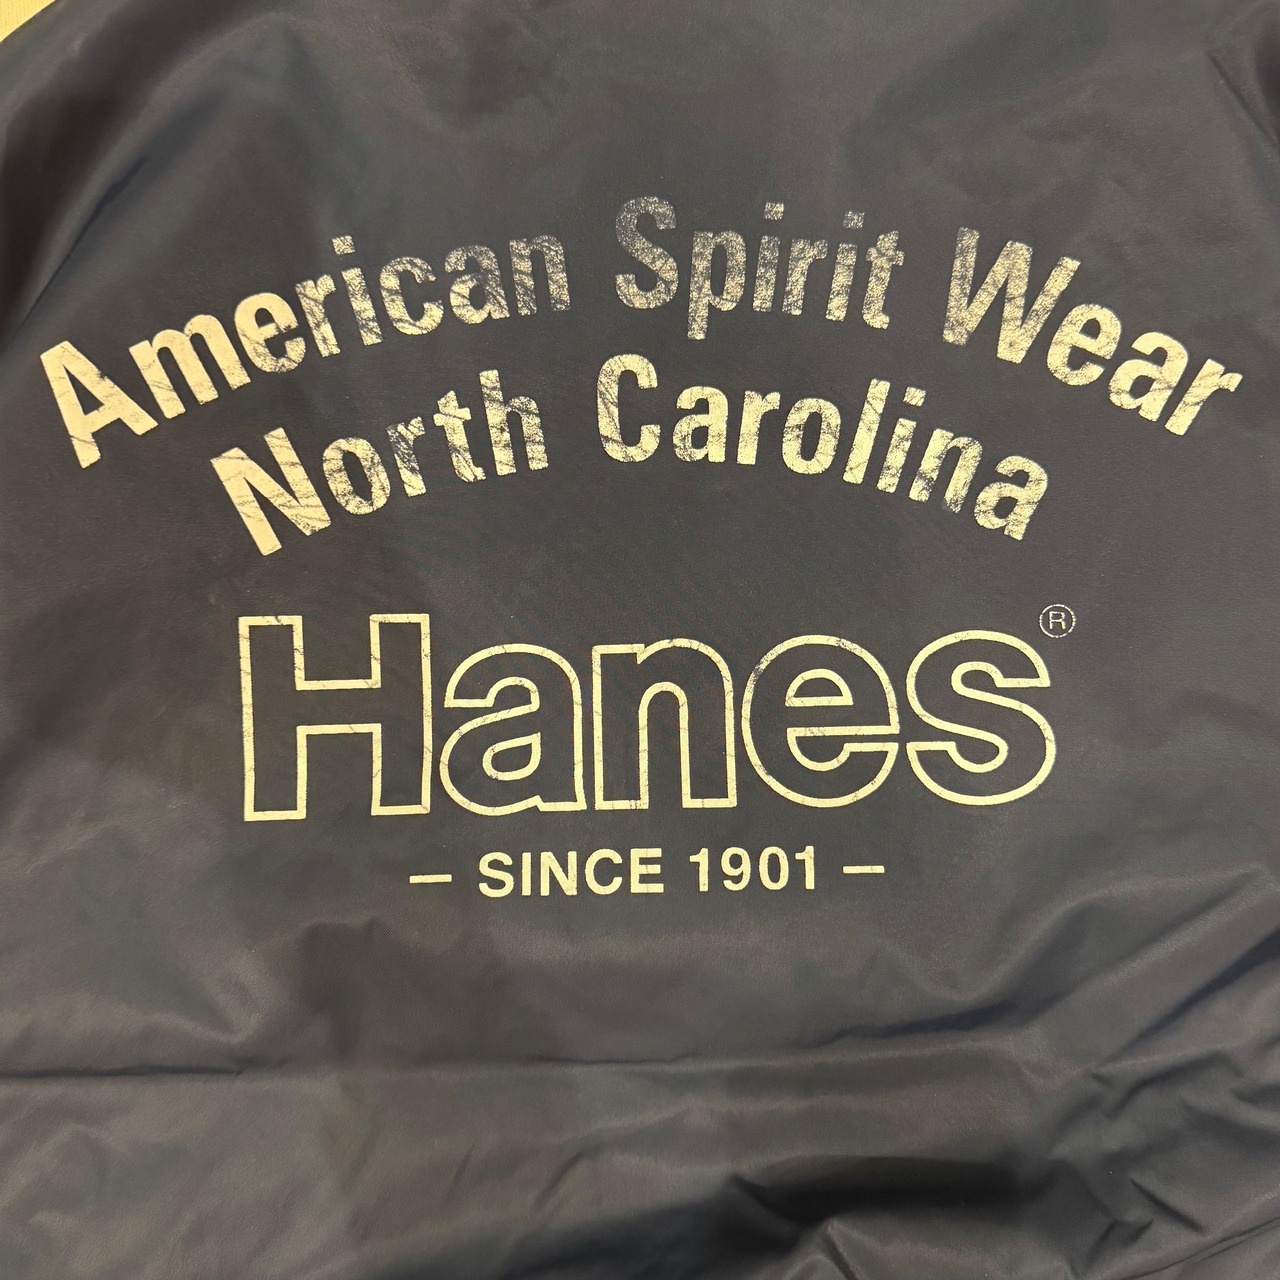 American Spirit Wear
North Carolina
Hanes®
– SINCE 1901 –